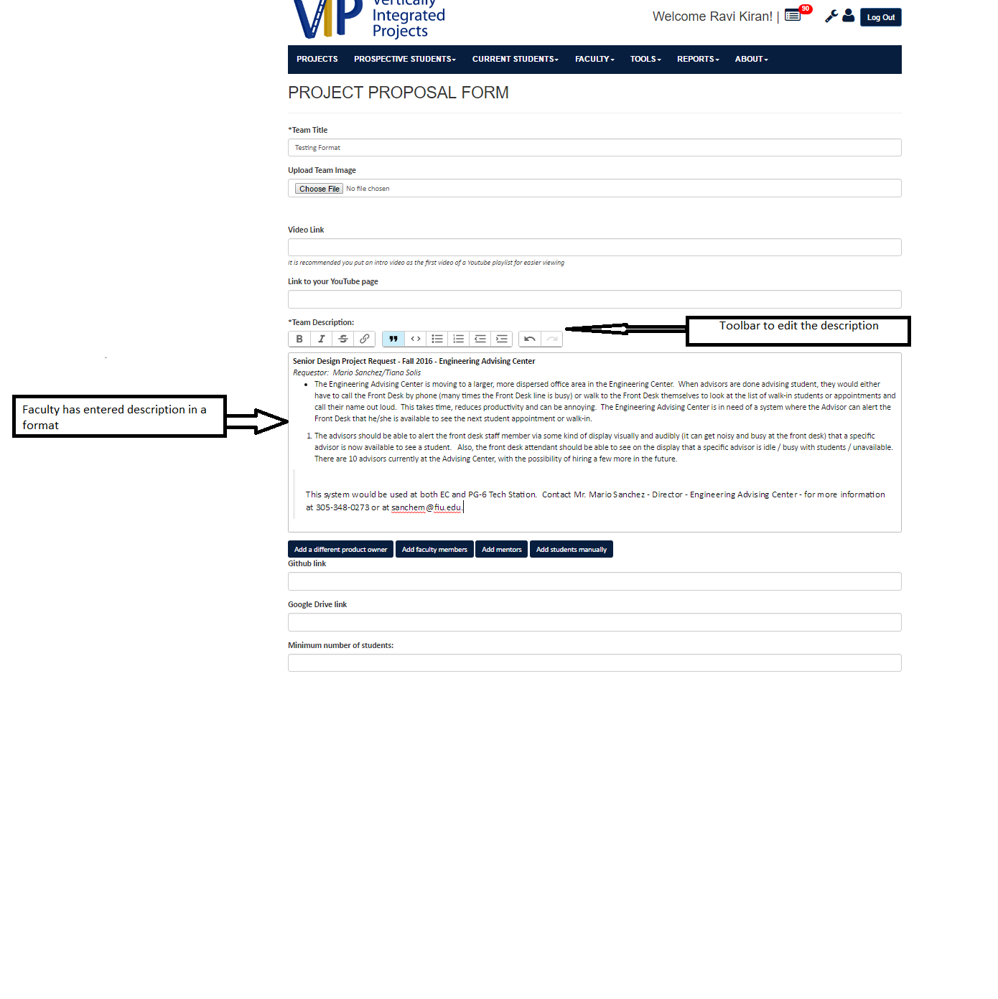 VIP Vertically
Integrated
Projects
Welcome Ravi Kiran! | 90 Log Out
PROJECTS PROSPECTIVE STUDENTS CURRENT STUDENTS FACULTY TOOLS REPORTS ABOUT
PROJECT PROPOSAL FORM
*Team Title
Testing Format
Upload Team Image
Choose File No file chosen
Video Link
It is recommended you put an intro video as the first video of a Youtube playlist for easier viewing
Link to your YouTube page
*Team Description:
Toolbar to edit the description
B I S
Senior Design Project Request - Fall 2016 - Engineering Advising Center
Requestor:  Mario Sanchez/Tiana Solis
• The Engineering Advising Center is moving to a larger, more dispersed office area in the Engineering Center.  When advisors are done advising student, they would either
have to call the Front Desk by phone (many times the Front Desk line is busy) or walk to the Front Desk themselves to look at the list of walk-in students or appointments and
call their name out loud.  This takes time, reduces productivity and can be annoying.  The Engineering Advising Center is in need of a system where the Advisor can alert the
Front Desk that he/she is available to see the next student appointment or walk-in.
Faculty has entered description in a
format
1. The advisors should be able to alert the front desk staff member via some kind of display visually and audibly (it can get noisy and busy at the front desk) that a specific
advisor is now available to see a student.   Also, the front desk attendant should be able to see on the display that a specific advisor is idle / busy with students / unavailable.
There are 10 advisors currently at the Advising Center, with the possibility of hiring a few more in the future.
This system would be used at both EC and PG-6 Tech Station.  Contact Mr. Mario Sanchez - Director - Engineering Advising Center - for more information
at 305-348-0273 or at sanchem@fiu.edu.
Add a different product owner Add faculty members Add mentors Add students manually
Github link
Google Drive link
Minimum number of students: